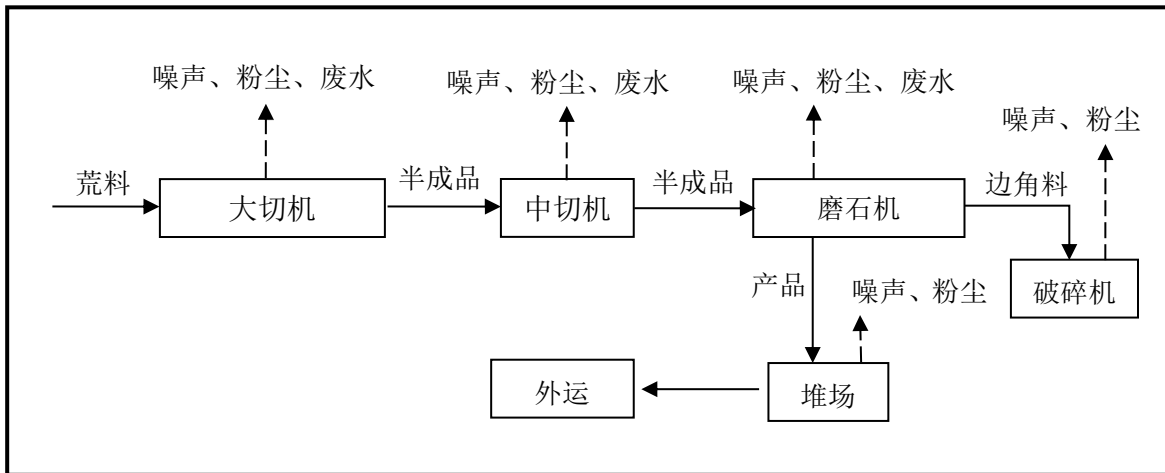 噪声、粉尘、废水
噪声、粉尘、废水
噪声、粉尘、废水
噪声、粉尘
荒料
大切机
半成品
中切机
半成品
磨石机
边角料
破碎机
产品
噪声、粉尘
外运
堆场